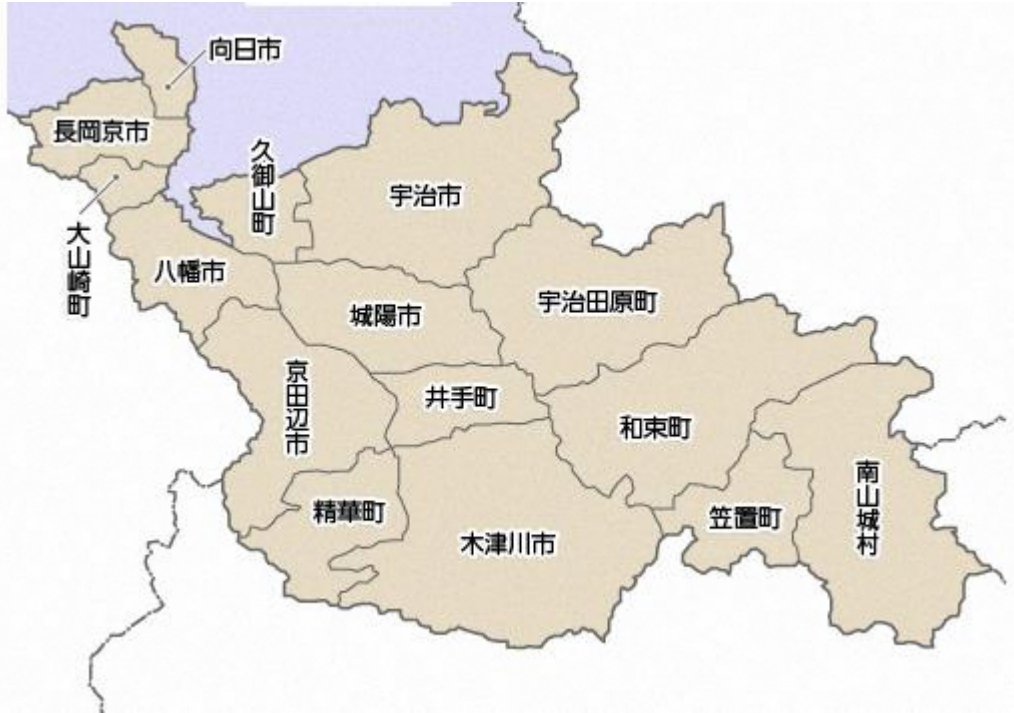 向日市
長岡京市
久御山町
宇治市
大山崎町
八幡市
宇治田原町
城陽市
京田辺市
井手町
和束町
精華町
木津川市
笠置町
南山城村